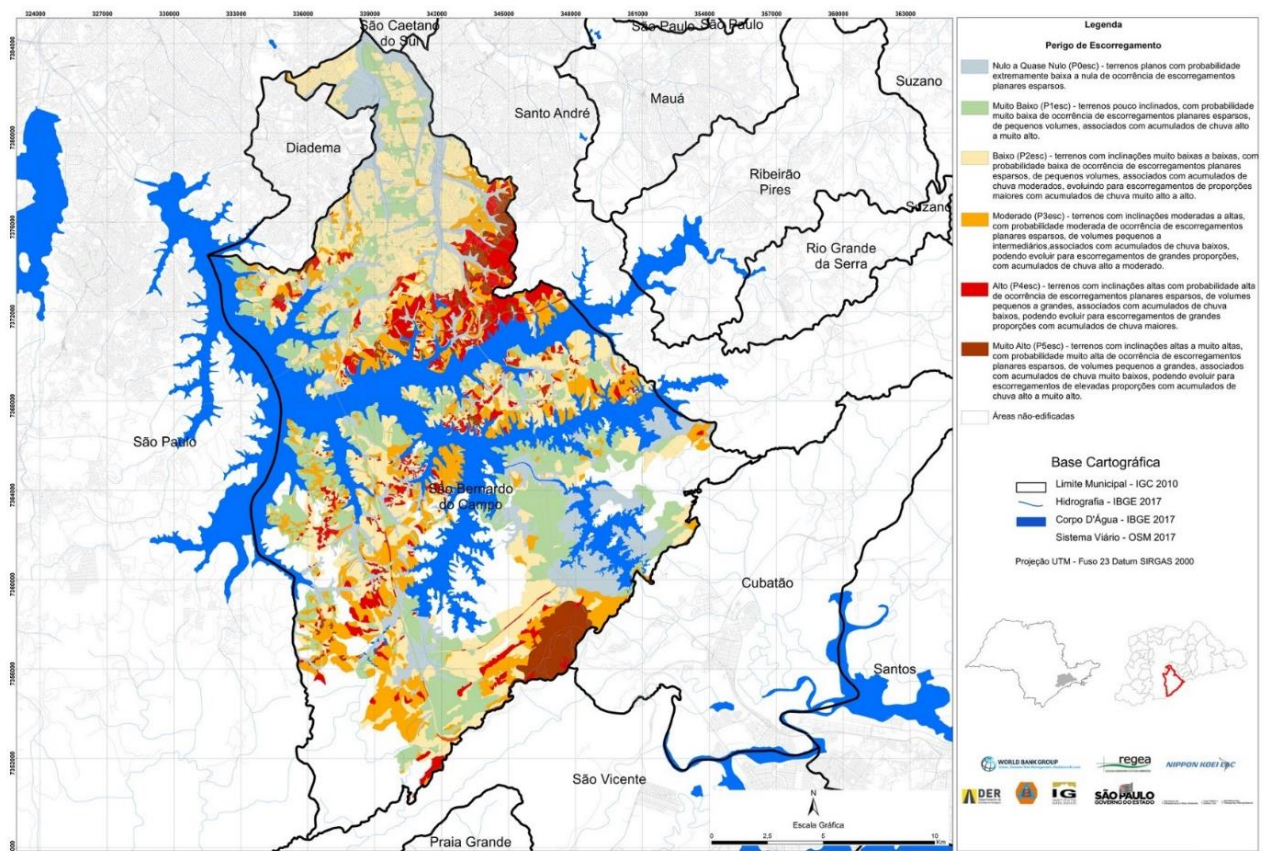 324000 327000 330000 333000 336000 339000 342000 345000 348000 351000 354000 357000 360000 363000
São Caetano
do Sul
São Paulo São Paulo
Suzano
Santo André
Mauá
Diadema
Ribeirão
Pires
Suzano
Rio Grande
da Serra
São Paulo
São Bernardo
do Campo
Cubatão
Santos
São Vicente
Praia Grande
N
Escala Gráfica
0 2,5 5 10
Km
Legenda
Perigo de Escorregamento
Nulo a Quase Nulo (P0esc) - terrenos planos com probabilidade
extremamente baixa a nula de ocorrência de escorregamentos
planares esparsos.
Muito Baixo (P1esc) - terrenos pouco inclinados, com probabilidade
muito baixa de ocorrência de escorregamentos planares esparsos,
de pequenos volumes, associados com acumulados de chuva alto
a muito alto.
Baixo (P2esc) - terrenos com inclinações muito baixas a baixas, com
probabilidade baixa de ocorrência de escorregamentos planares
esparsos, de pequenos volumes, associados com acumulados de
chuva moderados, evoluindo para escorregamentos de proporções
maiores com acumulados de chuva muito alto a alto.
Moderado (P3esc) - terrenos com inclinações moderadas a altas,
com probabilidade moderada de ocorrência de escorregamentos
planares esparsos, de volumes pequenos a
intermediários,associados com acumulados de chuva baixos,
podendo evoluir para escorregamentos de grandes proporções,
com acumulados de chuva alto a moderado.
Alto (P4esc) - terrenos com inclinações altas com probabilidade alta
de ocorrência de escorregamentos planares esparsos, de volumes
pequenos a grandes, associados com acumulados de chuva
baixos, podendo evoluir para escorregamentos de grandes
proporções com acumulados de chuva maiores.
Muito Alto (P5esc) - terrenos com inclinações altas a muito altas,
com probabilidade muito alta de ocorrência de escorregamentos
planares esparsos, de volumes pequenos a grandes, associados
com acumulados de chuva muito baixos, podendo evoluir para
escorregamentos de elevadas proporções com acumulados de
chuva alto a muito alto.
Áreas não-edificadas
Base Cartográfica
Límite Municipal - IGC 2010
Hidrografia - IBGE 2017
Corpo D'Água - IBGE 2017
Sistema Viário - OSM 2017
Projeção UTM - Fuso 23 Datum SIRGAS 2000
WORLD BANK GROUP
regea
NIPPON KOEI LAC
DER
IG
SÃO PAULO
GOVERNO DO ESTADO